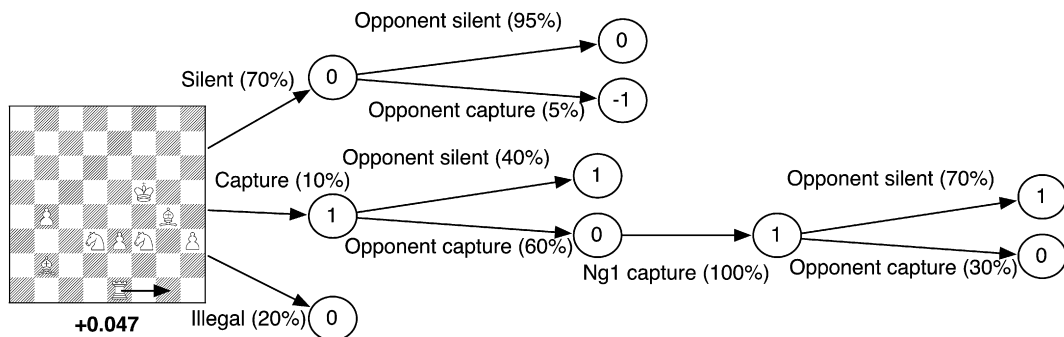 Opponent silent (95%)
0
Silent (70%)
0
Opponent capture (5%)
-1
Opponent silent (40%)
Capture (10%)
1
1
Opponent capture (60%)
0
Ng1 capture (100%)
1
Opponent silent (70%)
1
Opponent capture (30%)
0
Illegal (20%)
0
+0.047